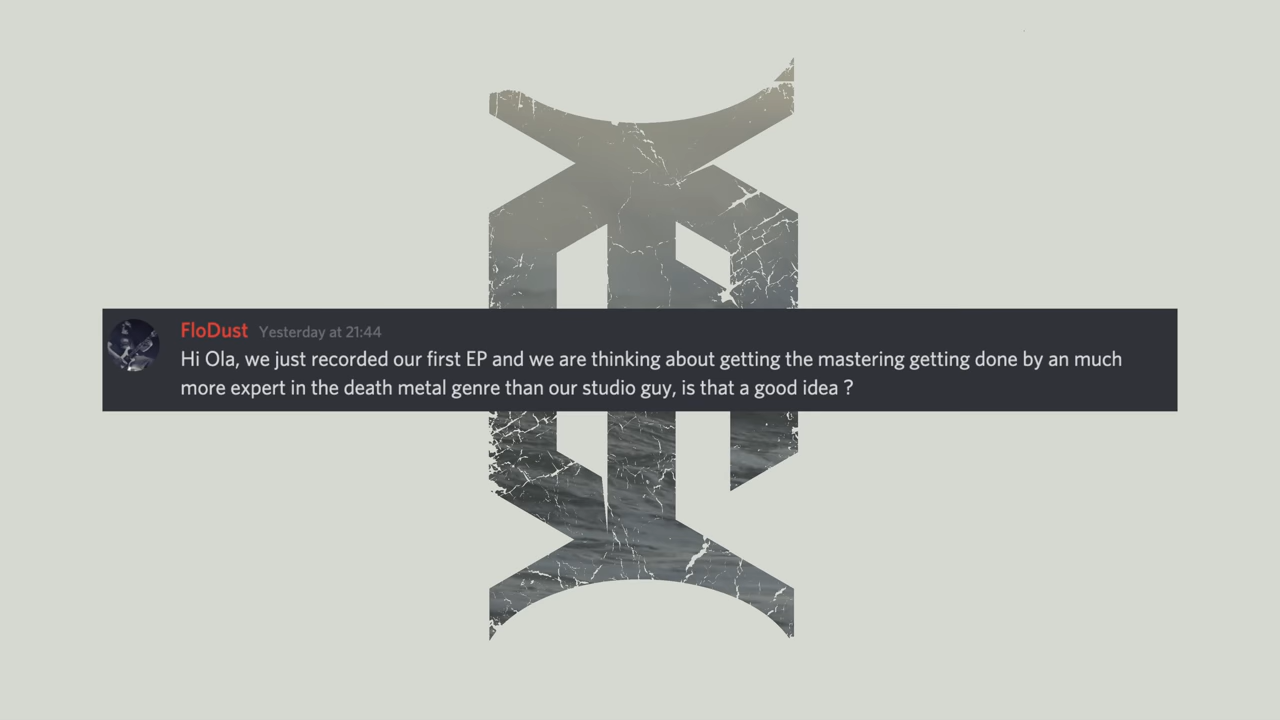 FloDust Yesterday at 21:44
Hi Ola, we just recorded our first EP and we are thinking about getting the mastering getting done by an much
more expert in the death metal genre than our studio guy, is that a good idea ?